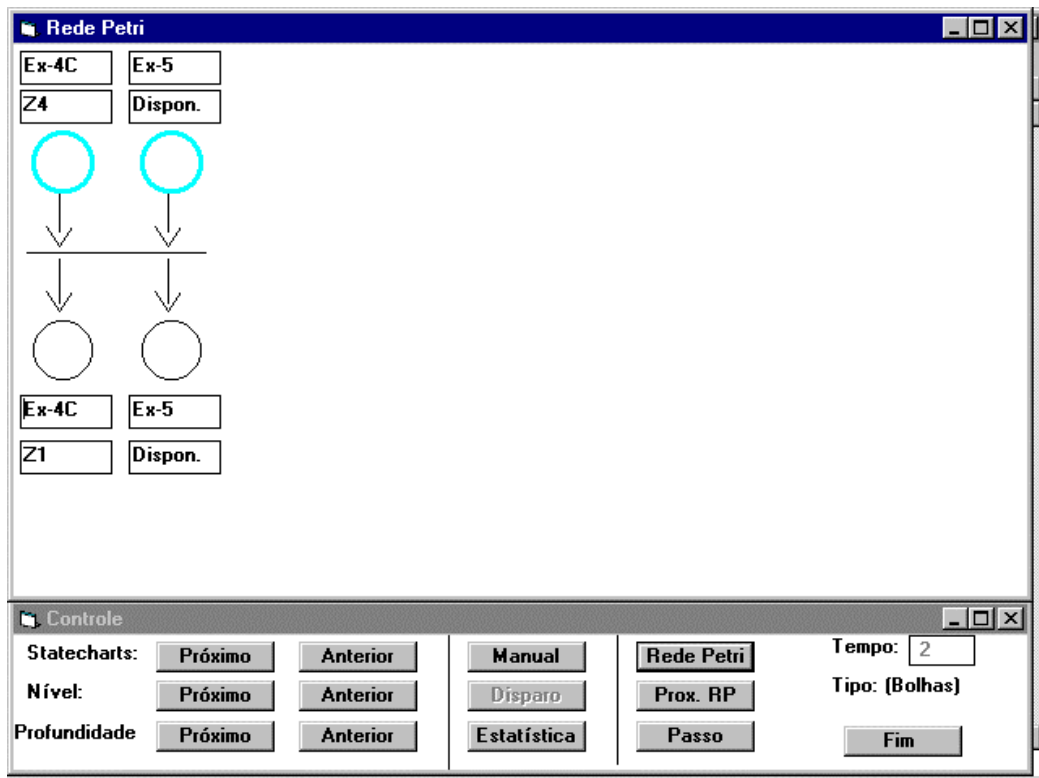 Rede Petri
Ex-4C Ex-5
Z4 Dispon.
Ex-4C Ex-5
Z1 Dispon.
Controle
Statecharts: Próximo Anterior Manual Rede Petri Tempo: 2
Nível: Próximo Anterior Disparo Prox. RP Tipo: (Bolhas)
Profundidade Próximo Anterior Estatística Passo Fim